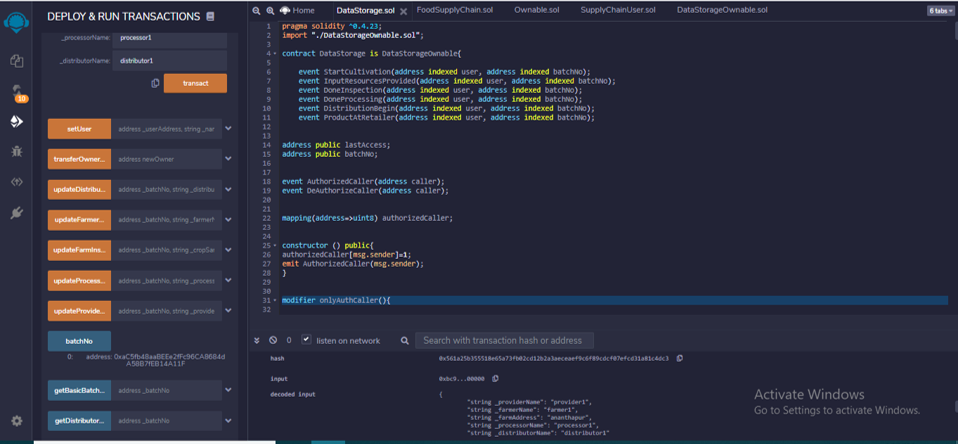 DEPLOY & RUN TRANSACTIONS
_processorName: processor1
_distributorName: distributor1
transact
10
setUser address _userAddress, string _nar
transferOwner... address newOwner
updateDistribu... address _batchNo, string _distribu
updateFarmer... address _batchNo, string _farmerN
updateFarmIns... address _batchNo, string _cropSar
updateProcess... address _batchNo, string _process
updateProvide... address _batchNo, string _provide
batchNo
0: address:
getBasicBatch... address _batchNo
getDistributor... address _batchNo
Home DataStorage.sol FoodSupplyChain.sol Ownable.sol SupplyChainUser.sol DataStorageOwnable.sol 6 tabs
1 pragma solidity ^0.4.23;
2 import "./DataStorageOwnable.sol";
3
4 contract DataStorage is DataStorageOwnable{
5
6 event StartCultivation(address indexed user, address indexed batchNo);
7 event InputResourcesProvided(address indexed user, address indexed batchNo);
8 event DoneInspection(address indexed user, address indexed batchNo);
9 event DoneProcessing(address indexed user, address indexed batchNo);
10 event DistributionBegin(address indexed user, address indexed batchNo);
11 event ProductAtRetailer(address indexed user, address indexed batchNo);
12
13
14 address public lastAccess;
15 address public batchNo;
16
17
18 event AuthorizedCaller(address caller);
19 event DeAuthorizeCaller(address caller);
20
21
22 mapping(address=>uint8) authorizedCaller;
23
24
25 constructor () public{
26 authorizedCaller[msg.sender]=1;
27 emit AuthorizedCaller(msg.sender);
28 }
29
30
31 modifier onlyAuthCaller(){
32
0 listen on network Search with transaction hash or address
hash
input 0xbc9...00000
decoded input {
"string _providerName": "provider1",
"string _farmerName": "farmer1",
"string _farmAddress": "ananthapur",
"string _processorName": "processor1",
"string _distributorName": "distributor1"
Activate Windows
Go to Settings to activate Windows.